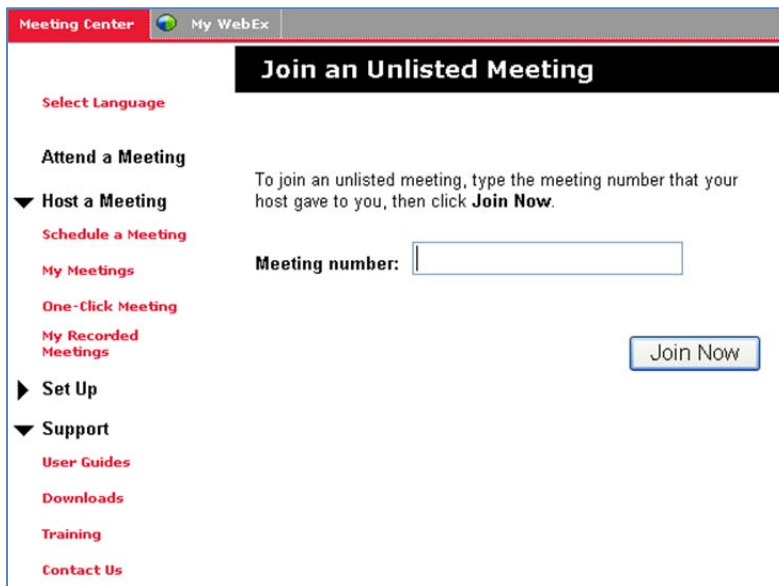 Meeting Center
My WebEx
Join an Unlisted Meeting
Select Language
Attend a Meeting
Host a Meeting
Schedule a Meeting
My Meetings
One-Click Meeting
My Recorded
Meetings
Set Up
Support
User Guides
Downloads
Training
Contact Us
To join an unlisted meeting, type the meeting number that your
host gave to you, then click Join Now.
Meeting number:
Join Now